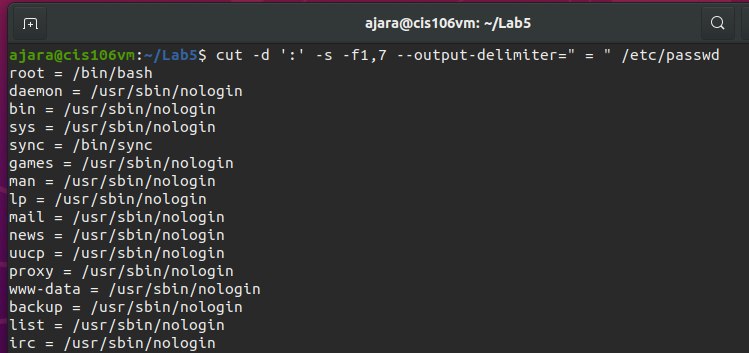 ajara@cis106vm: ~/Lab5
ajara@cis106vm:~/Lab5$ cut -d ':' -s -f1,7 --output-delimiter=" = " /etc/passwd
root = /bin/bash
daemon = /usr/sbin/nologin
bin = /usr/sbin/nologin
sys = /usr/sbin/nologin
sync = /bin/sync
games = /usr/sbin/nologin
man = /usr/sbin/nologin
lp = /usr/sbin/nologin
mail = /usr/sbin/nologin
news = /usr/sbin/nologin
uucp = /usr/sbin/nologin
proxy = /usr/sbin/nologin
www-data = /usr/sbin/nologin
backup = /usr/sbin/nologin
list = /usr/sbin/nologin
irc = /usr/sbin/nologin